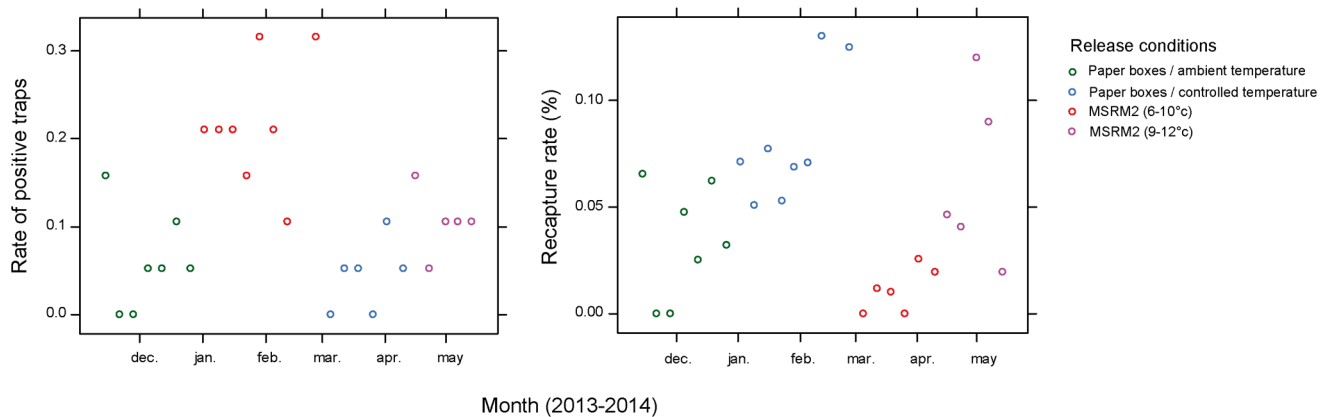 Rate of positive traps
0.3
0.2
0.1
0.0
dec. jan. feb. mar. apr. may
Recapture rate (%)
0.10
0.05
0.00
dec. jan. feb. mar. apr. may
Month (2013-2014)
Release conditions
Paper boxes / ambient temperature
Paper boxes / controlled temperature
MSRM2 (6-10°c)
MSRM2 (9-12°c)